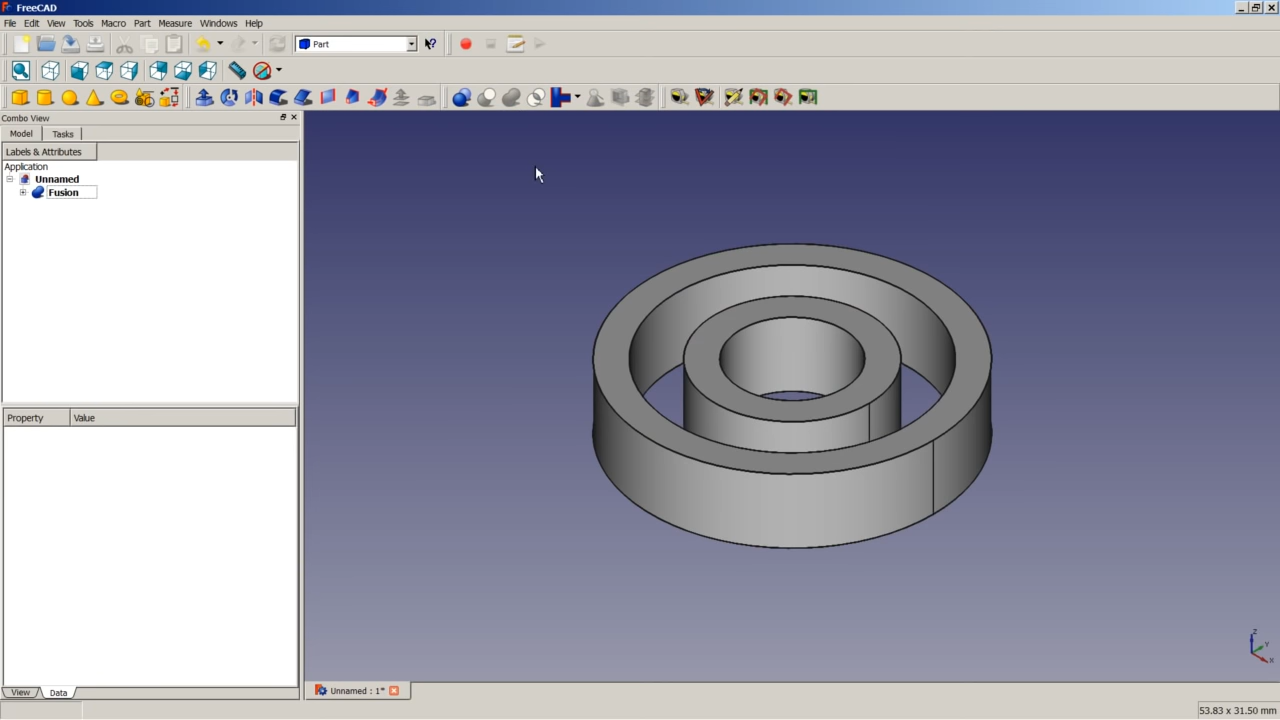 FreeCAD
File Edit View Tools Macro Part Measure Windows Help
Part
Combo View
Model Tasks
Labels & Attributes
Application
Unnamed
Fusion
Property Value
View Data
Unnamed : 1*
Z
Y
X
53.83 x 31.50 mm